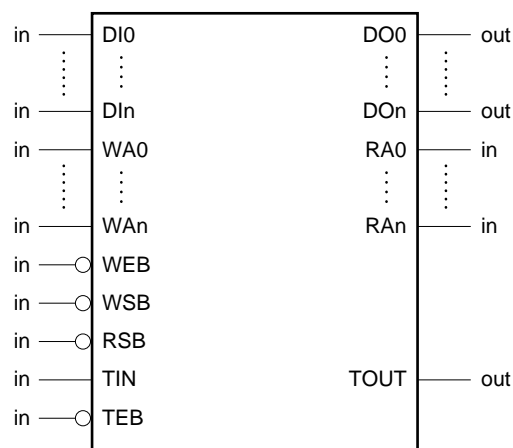 in DI0 DO0 out
in DIn DOn out
in WA0 RA0 in
in WAn RAn in
in WEB
in WSB
in RSB
in TIN TOUT out
in TEB